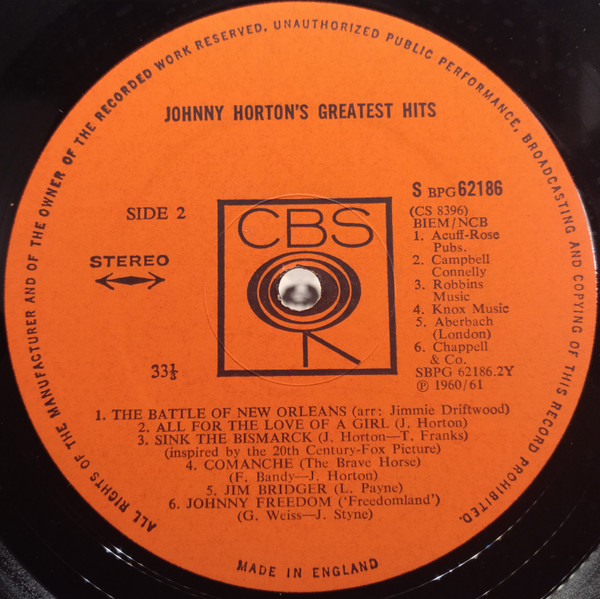 ALL RIGHTS OF THE MANUFACTURER AND OF THE OWNER OF THE RECORDED WORK RESERVED. UNAUTHORIZED PUBLIC PERFORMANCE, BROADCASTING AND COPYING OF THIS RECORD PROHIBITED.
JOHNNY HORTON'S GREATEST HITS
S BPG 62186
(CS 8396)
BIEM/NCB
SIDE 2
STEREO
33⅓
CBS
1. Acuff-Rose
Pubs.
2. Campbell
Connelly
3. Robbins
Music
4. Knox Music
5. Aberbach
(London)
6. Chappell
& Co.
SBPG 62186.2Y
℗ 1960/61
1. THE BATTLE OF NEW ORLEANS (arr: Jimmie Driftwood)
2. ALL FOR THE LOVE OF A GIRL (J. Horton)
3. SINK THE BISMARCK (J. Horton—T. Franks)
(inspired by the 20th Century-Fox Picture)
4. COMANCHE (The Brave Horse)
(F. Bandy—J. Horton)
5. JIM BRIDGER (L. Payne)
6. JOHNNY FREEDOM ('Freedomland')
(G. Weiss—J. Styne)
MADE IN ENGLAND